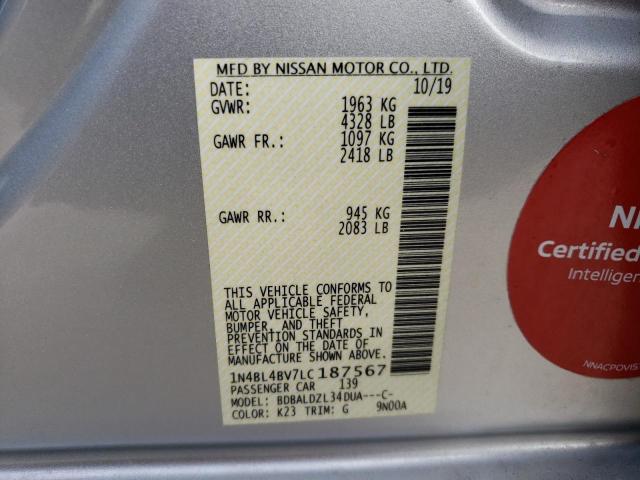 MFD BY NISSAN MOTOR CO., LTD.
DATE: 10/19
GVWR: 1963 KG
4328 LB
GAWR FR.: 1097 KG
2418 LB
GAWR RR.: 945 KG
2083 LB
THIS VEHICLE CONFORMS TO
ALL APPLICABLE FEDERAL
MOTOR VEHICLE SAFETY,
BUMPER, AND THEFT
PREVENTION STANDARDS IN
EFFECT ON THE DATE OF
MANUFACTURE SHOWN ABOVE.
1N4BL4BV7LC187567
PASSENGER CAR 139
MODEL: BDBALDZL34DUA---C-
COLOR: K23 TRIM: G 9N00A
NI
Certified
Intelligen
NNACPOVIS